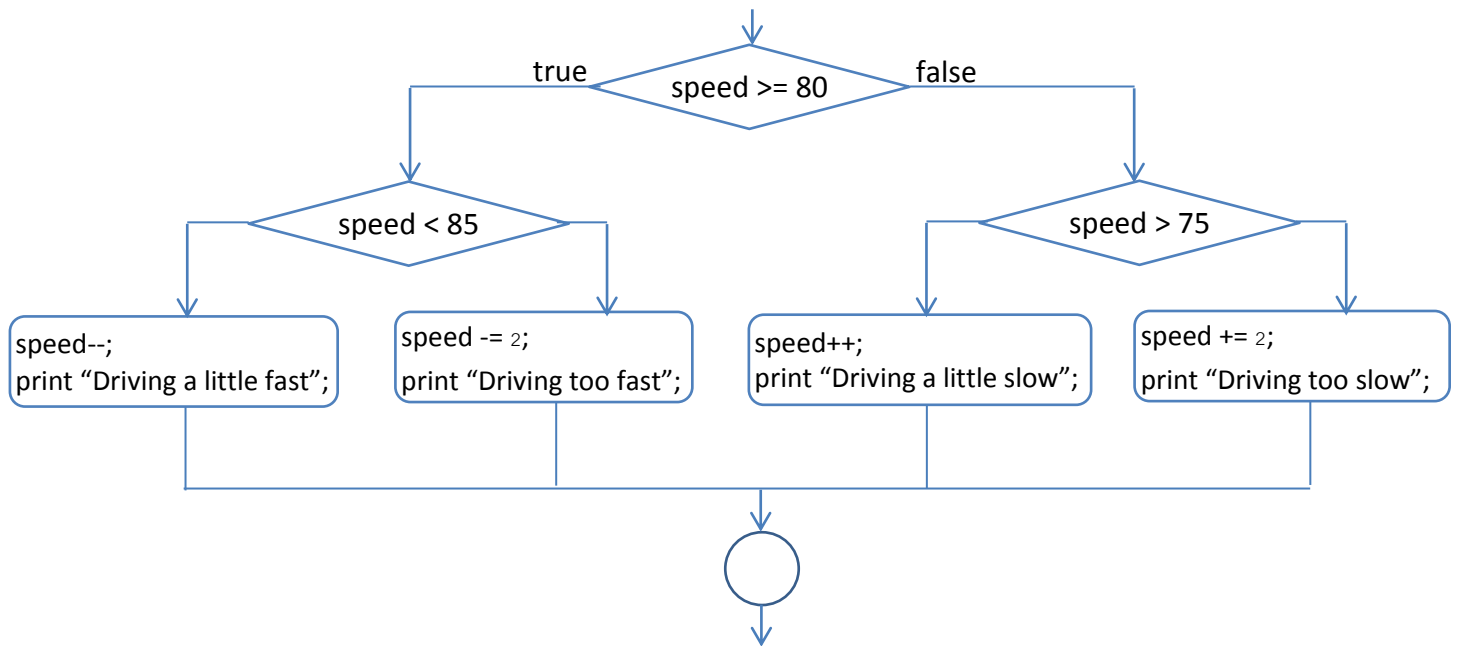 true
speed >= 80
false
speed < 85
speed > 75
speed--;
print “Driving a little fast”;
speed -= 2;
print “Driving too fast”;
speed++;
print “Driving a little slow”;
speed += 2;
print “Driving too slow”;